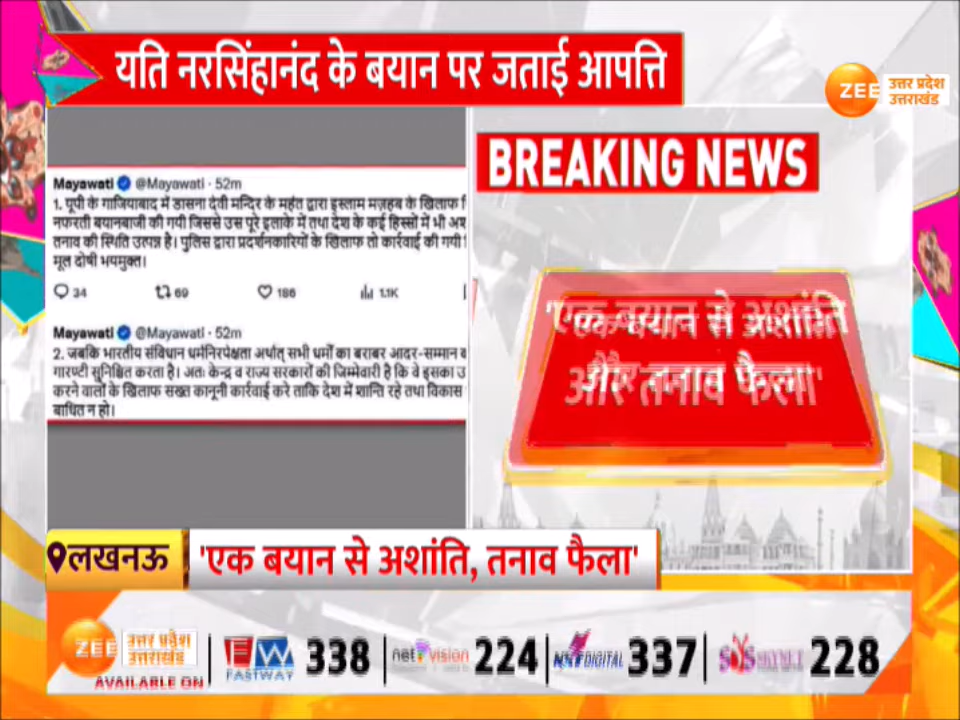 यति नरसिंहानंद के बयान पर जताई आपत्ति
ZEE उत्तर प्रदेश
उत्तराखंड
BREAKING NEWS
Mayawati @Mayawati · 52m
1. यूपी के गाजियाबाद में डासना देवी मन्दिर के महंत द्वारा इस्लाम मज़हब के खिलाफ
नफरती बयानबाजी की गयी जिससे उस पूरे इलाके में तथा देश के कई हिस्सों में भी
तनाव की स्थिति उत्पन्न है। पुलिस द्वारा प्रदर्शनकारियों के खिलाफ तो कार्रवाई की गयी
मूल दोषी भयमुक्त।
34 69 186 1.1K
Mayawati @Mayawati · 52m
2. जबकि भारतीय संविधान धर्मनिरपेक्षता अर्थात् सभी धर्मों का बराबर आदर-सम्मान
गारण्टी सुनिश्चित करता है। अतः केन्द्र व राज्य सरकारों की जिम्मेवारी है कि वे इसका
करने वालों के खिलाफ सख्त कानूनी कार्रवाई करे ताकि देश में शान्ति रहे तथा विकास
बाधित न हो।
'एक बयान से अशांति
और तनाव फैला'
लखनऊ 'एक बयान से अशांति, तनाव फैला'
ZEE उत्तर प्रदेश
उत्तराखंड
AVAILABLE ON
FASTWAY 338 net vision 224 NXT DIGITAL 337 228